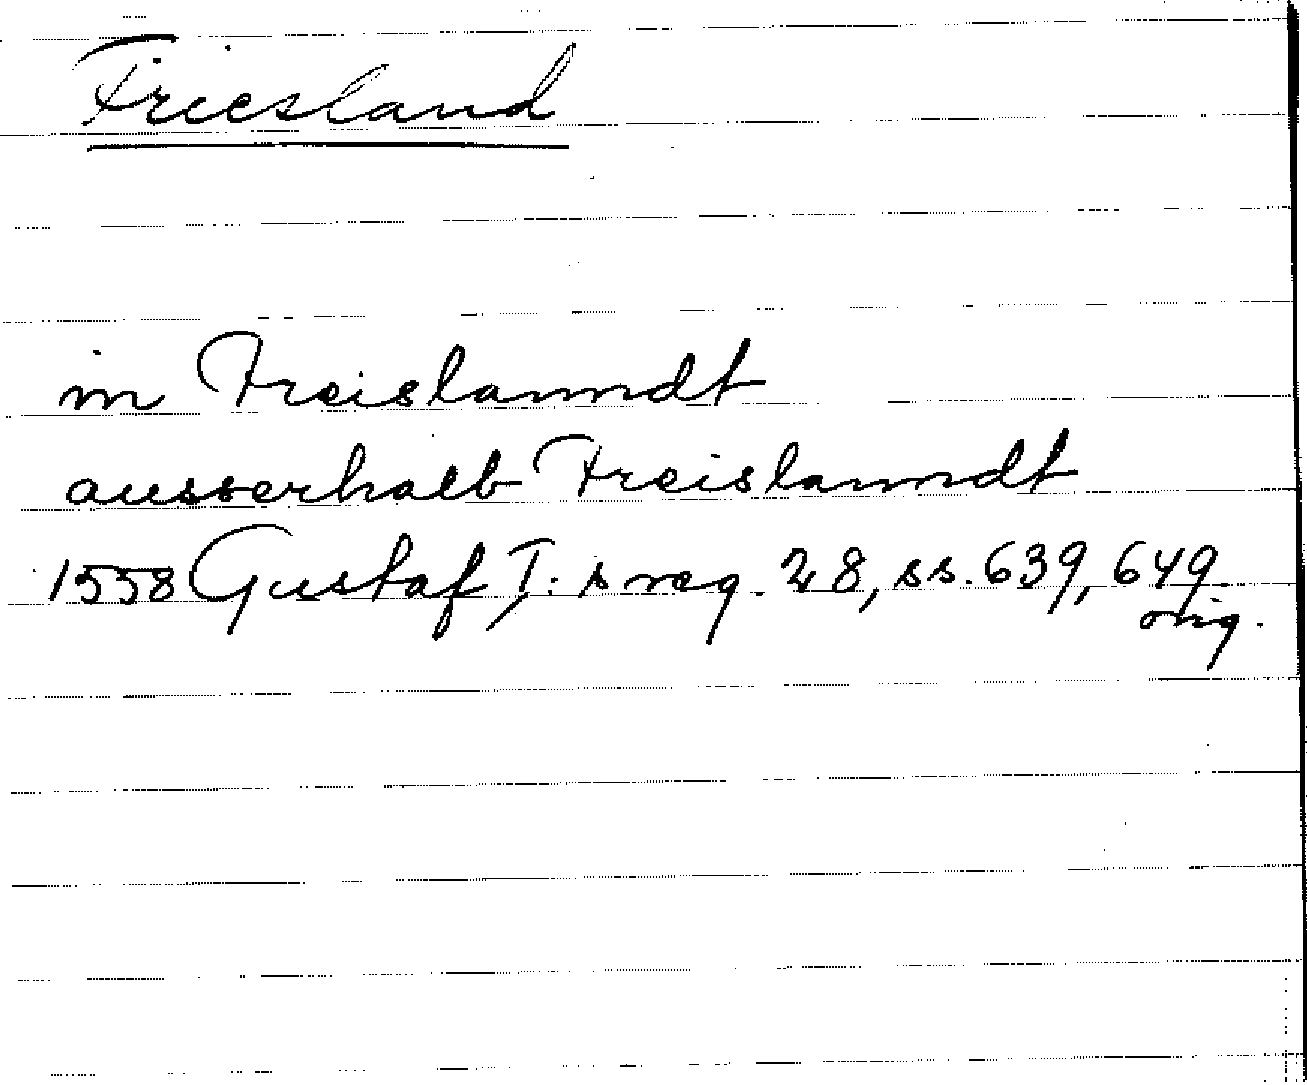 Friesland
in Freislanndt
ausserhalb Freislanndt
1558 Gustaf I: s reg. 28, ss. 639, 649
orig.